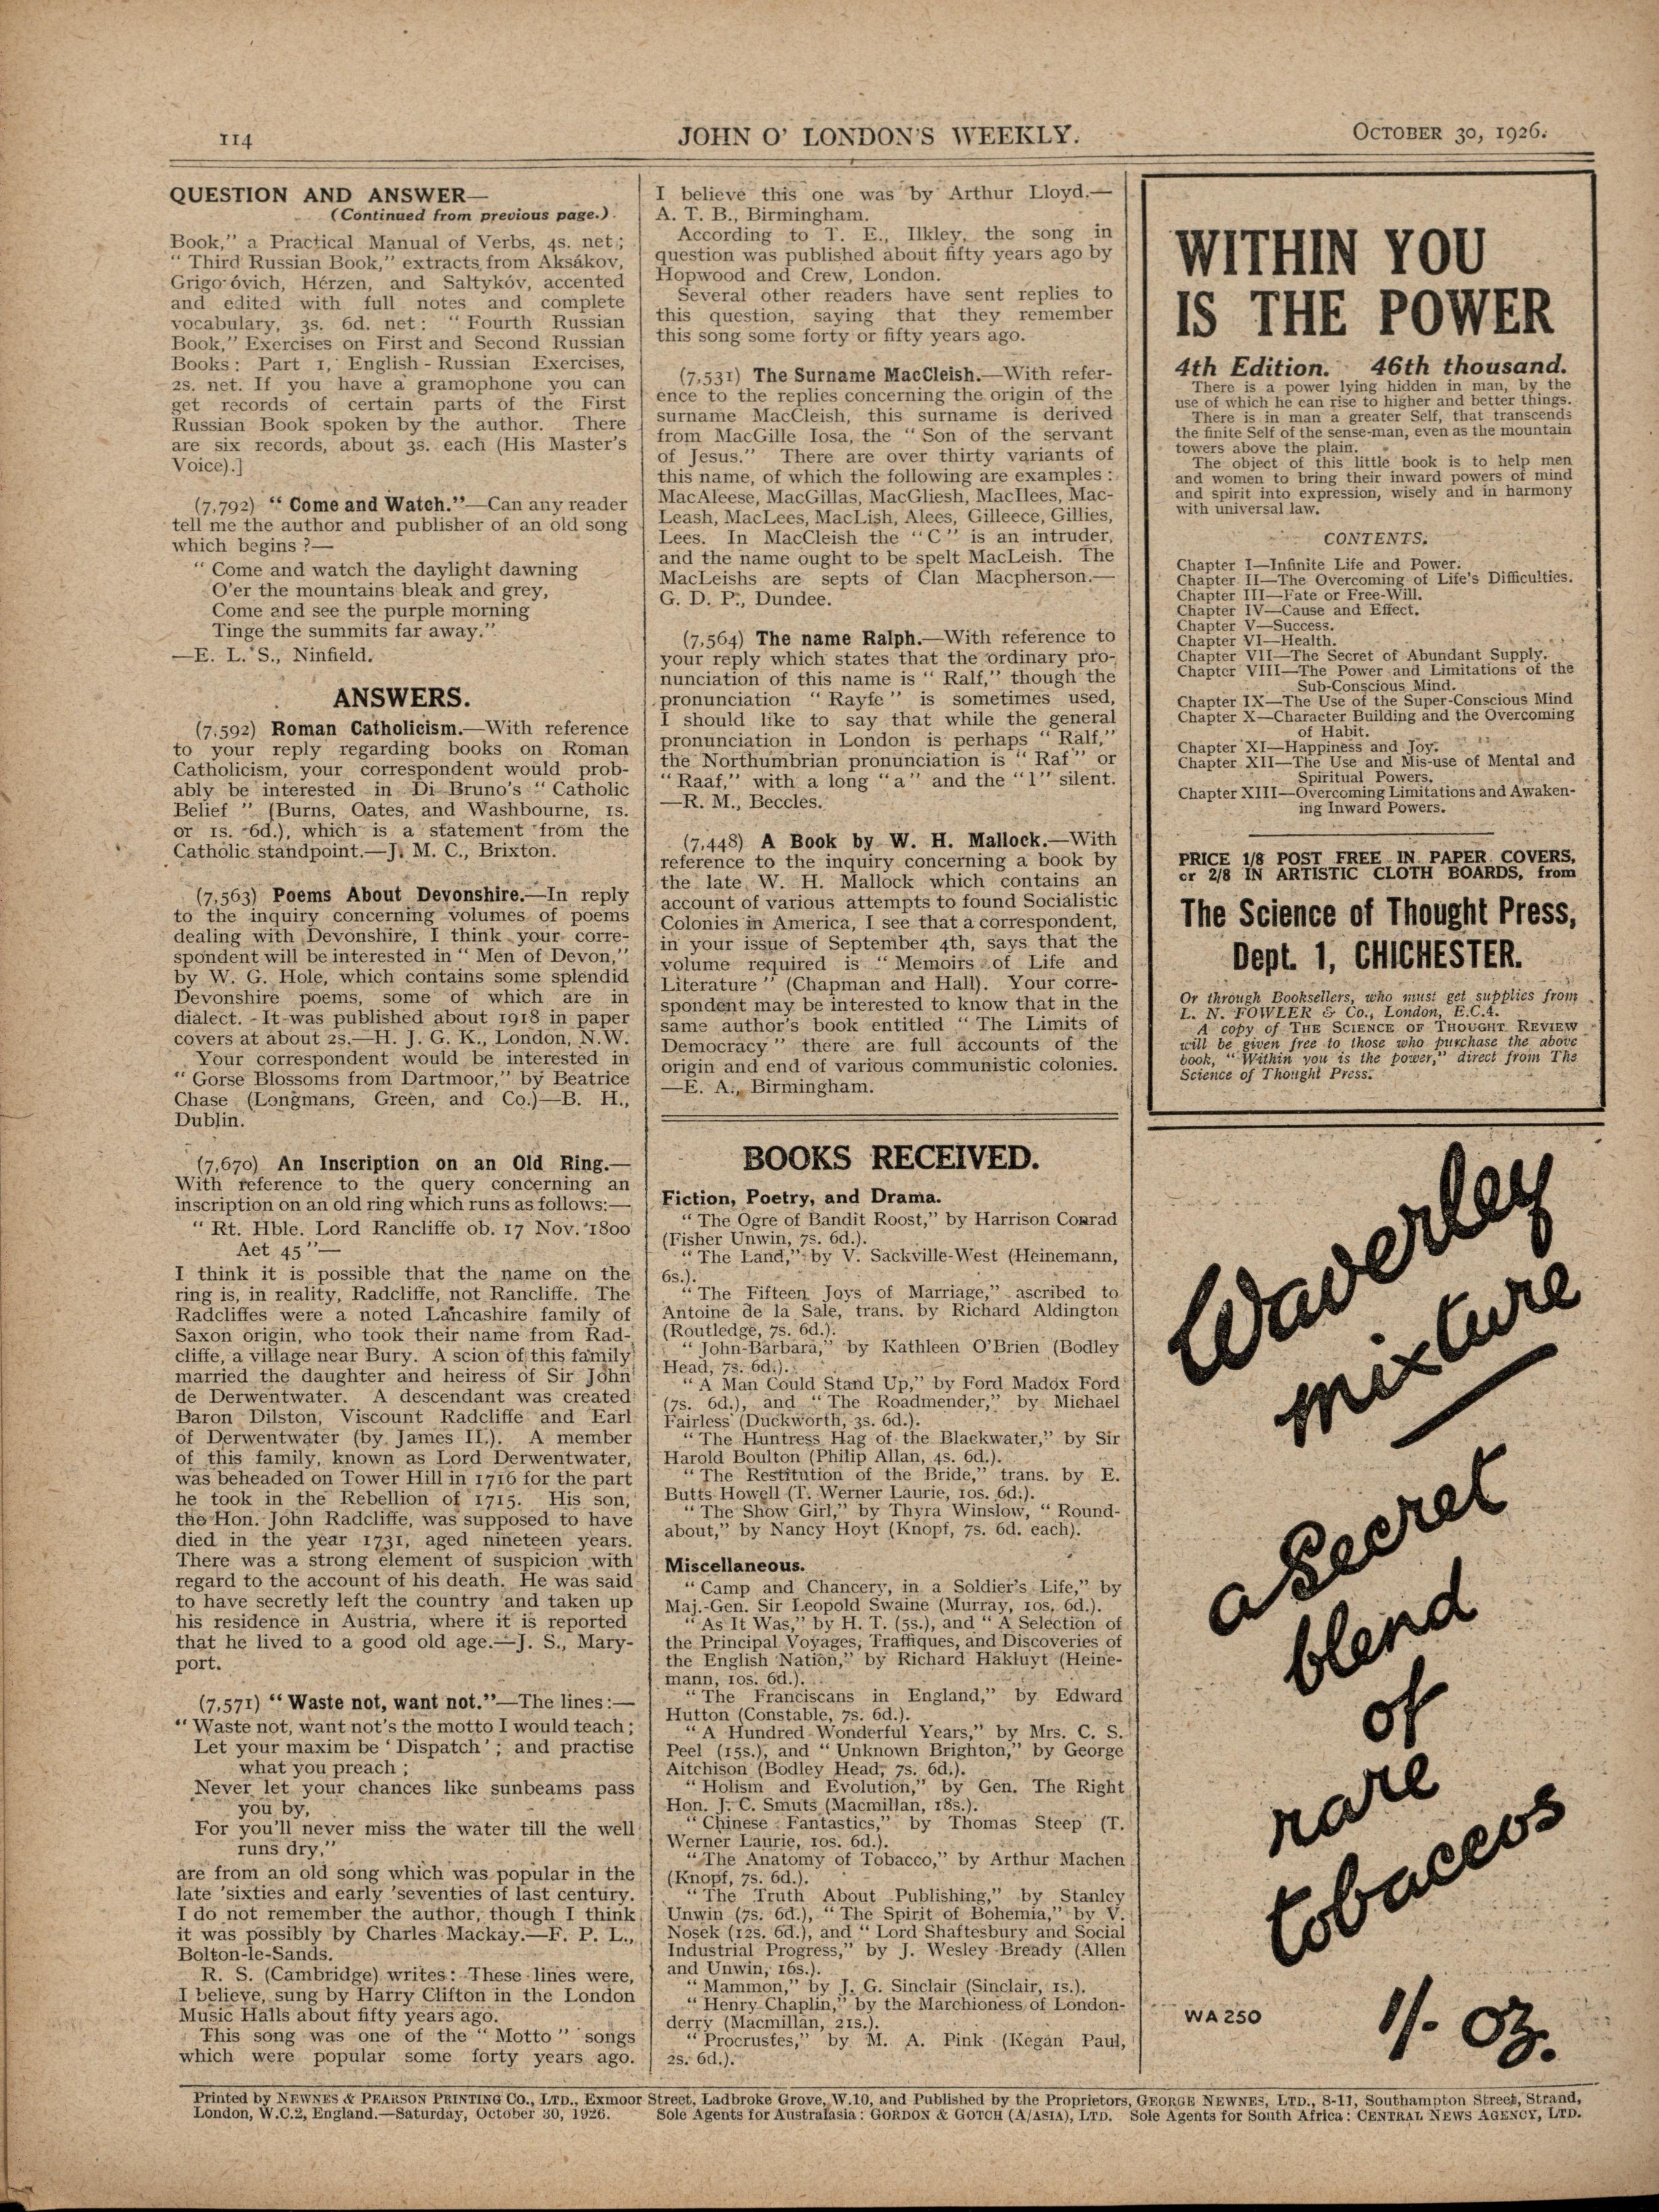 114
JOHN O' LONDON'S WEEKLY.
OCTOBER 30, 1926.
QUESTION AND ANSWER—
(Continued from previous page.)
Book," a Practical Manual of Verbs, 4s. net;
" Third Russian Book," extracts from Aksákov,
Grigo óvich, Hérzen, and Saltykóv, accented
and edited with full notes and complete
vocabulary, 3s. 6d. net: " Fourth Russian
Book," Exercises on First and Second Russian
Books: Part 1, English-Russian Exercises,
2s. net. If you have a gramophone you can
get records of certain parts of the First
Russian Book spoken by the author. There
are six records, about 3s. each (His Master's
Voice).]
(7,792) " Come and Watch."—Can any reader
tell me the author and publisher of an old song
which begins ?—
" Come and watch the daylight dawning
O'er the mountains bleak and grey,
Come and see the purple morning
Tinge the summits far away."
—E. L. S., Ninfield.
ANSWERS.
(7,592) Roman Catholicism.—With reference
to your reply regarding books on Roman
Catholicism, your correspondent would prob-
ably be interested in Di Bruno's " Catholic
Belief " (Burns, Oates, and Washbourne, 1s.
or 1s. 6d.), which is a statement from the
Catholic standpoint.—J. M. C., Brixton.
(7,563) Poems About Devonshire.—In reply
to the inquiry concerning volumes of poems
dealing with Devonshire, I think your corre-
spondent will be interested in " Men of Devon,"
by W. G. Hole, which contains some splendid
Devonshire poems, some of which are in
dialect. It was published about 1918 in paper
covers at about 2s.—H. J. G. K., London, N.W.
Your correspondent would be interested in
" Gorse Blossoms from Dartmoor," by Beatrice
Chase (Longmans, Green, and Co.)—B. H.,
Dublin.
(7,670) An Inscription on an Old Ring.—
With reference to the query concerning an
inscription on an old ring which runs as follows:—
" Rt. Hble. Lord Rancliffe ob. 17 Nov. 1800
Aet 45 "—
I think it is possible that the name on the
ring is, in reality, Radcliffe, not Rancliffe. The
Radcliffes were a noted Lancashire family of
Saxon origin, who took their name from Rad-
cliffe, a village near Bury. A scion of this family
married the daughter and heiress of Sir John
de Derwentwater. A descendant was created
Baron Dilston, Viscount Radcliffe and Earl
of Derwentwater (by James II.). A member
of this family, known as Lord Derwentwater,
was beheaded on Tower Hill in 1716 for the part
he took in the Rebellion of 1715. His son,
the Hon. John Radcliffe, was supposed to have
died in the year 1731, aged nineteen years.
There was a strong element of suspicion with
regard to the account of his death. He was said
to have secretly left the country and taken up
his residence in Austria, where it is reported
that he lived to a good old age.—J. S., Mary-
port.
(7,571) " Waste not, want not."—The lines:—
" Waste not, want not's the motto I would teach;
Let your maxim be ' Dispatch '; and practise
what you preach;
Never let your chances like sunbeams pass
you by,
For you'll never miss the water till the well
runs dry,"
are from an old song which was popular in the
late 'sixties and early 'seventies of last century.
I do not remember the author, though I think
it was possibly by Charles Mackay.—F. P. L.,
Bolton-le-Sands.
R. S. (Cambridge) writes: These lines were,
I believe, sung by Harry Clifton in the London
Music Halls about fifty years ago.
This song was one of the " Motto " songs
which were popular some forty years ago.
I believe this one was by Arthur Lloyd.—
A. T. B., Birmingham.
According to T. E., Ilkley, the song in
question was published about fifty years ago by
Hopwood and Crew, London.
Several other readers have sent replies to
this question, saying that they remember
this song some forty or fifty years ago.
(7,531) The Surname MacCleish.—With refer-
ence to the replies concerning the origin of the
surname MacCleish, this surname is derived
from MacGille Iosa, the " Son of the servant
of Jesus." There are over thirty variants of
this name, of which the following are examples:
MacAleese, MacGillas, MacGliesh, MacIlees, Mac-
Leash, MacLees, MacLish, Alees, Gilleece, Gillies,
Lees. In MacCleish the " C " is an intruder,
and the name ought to be spelt MacLeish. The
MacLeishs are septs of Clan Macpherson.—
G. D. P., Dundee.
(7,564) The name Ralph.—With reference to
your reply which states that the ordinary pro-
nunciation of this name is " Ralf," though the
pronunciation " Rayfe " is sometimes used,
I should like to say that while the general
pronunciation in London is perhaps " Ralf,"
the Northumbrian pronunciation is " Raf " or
" Raaf," with a long " a " and the " l " silent.
—R. M., Beccles.
(7,448) A Book by W. H. Mallock.—With
reference to the inquiry concerning a book by
the late W. H. Mallock which contains an
account of various attempts to found Socialistic
Colonies in America, I see that a correspondent,
in your issue of September 4th, says that the
volume required is " Memoirs of Life and
Literature " (Chapman and Hall). Your corre-
spondent may be interested to know that in the
same author's book entitled " The Limits of
Democracy " there are full accounts of the
origin and end of various communistic colonies.
—E. A., Birmingham.
BOOKS RECEIVED.
Fiction, Poetry, and Drama.
" The Ogre of Bandit Roost," by Harrison Conrad
(Fisher Unwin, 7s. 6d.).
" The Land," by V. Sackville-West (Heinemann,
6s.).
" The Fifteen Joys of Marriage," ascribed to
Antoine de la Sale, trans. by Richard Aldington
(Routledge, 7s. 6d.).
" John-Barbara," by Kathleen O'Brien (Bodley
Head, 7s. 6d.).
" A Man Could Stand Up," by Ford Madox Ford
(7s. 6d.), and " The Roadmender," by Michael
Fairless (Duckworth, 3s. 6d.).
" The Huntress Hag of the Blackwater," by Sir
Harold Boulton (Philip Allan, 4s. 6d.).
" The Restitution of the Bride," trans. by E.
Butts Howell (T. Werner Laurie, 10s. 6d.).
" The Show Girl," by Thyra Winslow, " Round-
about," by Nancy Hoyt (Knopf, 7s. 6d. each).
Miscellaneous.
" Camp and Chancery, in a Soldier's Life," by
Maj.-Gen. Sir Leopold Swaine (Murray, 10s. 6d.).
" As It Was," by H. T. (5s.), and " A Selection of
the Principal Voyages, Traffiques, and Discoveries of
the English Nation," by Richard Hakluyt (Heine-
mann, 10s. 6d.).
" The Franciscans in England," by Edward
Hutton (Constable, 7s. 6d.).
" A Hundred Wonderful Years," by Mrs. C. S.
Peel (15s.), and " Unknown Brighton," by George
Aitchison (Bodley Head, 7s. 6d.).
" Holism and Evolution," by Gen. The Right
Hon. J. C. Smuts (Macmillan, 18s.).
" Chinese Fantastics," by Thomas Steep (T.
Werner Laurie, 10s. 6d.).
" The Anatomy of Tobacco," by Arthur Machen
(Knopf, 7s. 6d.).
" The Truth About Publishing," by Stanley
Unwin (7s. 6d.), " The Spirit of Bohemia," by V.
Nosek (12s. 6d.), and " Lord Shaftesbury and Social
Industrial Progress," by J. Wesley Bready (Allen
and Unwin, 16s.).
" Mammon," by J. G. Sinclair (Sinclair, 1s.).
" Henry Chaplin," by the Marchioness of London-
derry (Macmillan, 21s.).
" Procrustes," by M. A. Pink (Kegan Paul,
2s. 6d.).
WITHIN YOU
IS THE POWER
4th Edition. 46th thousand.
There is a power lying hidden in man, by the
use of which he can rise to higher and better things.
There is in man a greater Self, that transcends
the finite Self of the sense-man, even as the mountain
towers above the plain.
The object of this little book is to help men
and women to bring their inward powers of mind
and spirit into expression, wisely and in harmony
with universal law.
CONTENTS.
Chapter I—Infinite Life and Power.
Chapter II—The Overcoming of Life's Difficulties.
Chapter III—Fate or Free-Will.
Chapter IV—Cause and Effect.
Chapter V—Success.
Chapter VI—Health.
Chapter VII—The Secret of Abundant Supply.
Chapter VIII—The Power and Limitations of the
Sub-Conscious Mind.
Chapter IX—The Use of the Super-Conscious Mind
Chapter X—Character Building and the Overcoming
of Habit.
Chapter XI—Happiness and Joy.
Chapter XII—The Use and Mis-use of Mental and
Spiritual Powers.
Chapter XIII—Overcoming Limitations and Awaken-
ing Inward Powers.
PRICE 1/8 POST FREE IN PAPER COVERS,
or 2/8 IN ARTISTIC CLOTH BOARDS, from
The Science of Thought Press,
Dept. 1, CHICHESTER.
Or through Booksellers, who must get supplies from
L. N. FOWLER & Co., London, E.C.4.
A copy of THE SCIENCE OF THOUGHT REVIEW
will be given free to those who purchase the above
book, " Within you is the power," direct from The
Science of Thought Press.
Waverley
mixture
a secret
blend
of
rare
tobaccos
WA 250
1/- oz.
Printed by NEWNES & PEARSON PRINTING CO., LTD., Exmoor Street, Ladbroke Grove, W.10, and Published by the Proprietors, GEORGE NEWNES, LTD., 8-11, Southampton Street, Strand,
London, W.C.2, England.—Saturday, October 30, 1926. Sole Agents for Australasia: GORDON & GOTCH (A/ASIA), LTD. Sole Agents for South Africa: CENTRAL NEWS AGENCY, LTD.